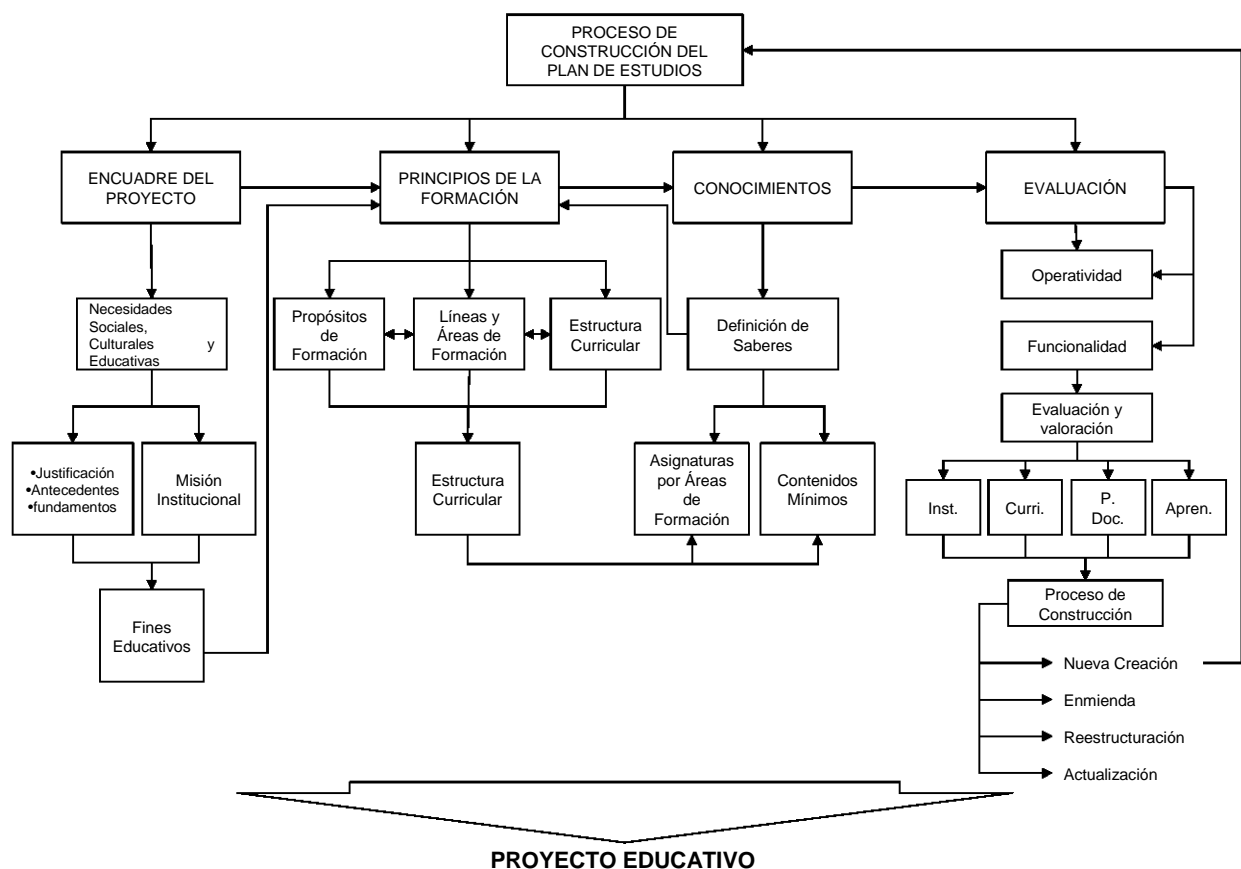 PROCESO DE
CONSTRUCCIÓN DEL
PLAN DE ESTUDIOS
ENCUADRE DEL
PROYECTO
PRINCIPIOS DE LA
FORMACIÓN
CONOCIMIENTOS
EVALUACIÓN
Necesidades
Sociales,
Culturales y
Educativas
Propósitos
de
Formación
Líneas y
Áreas de
Formación
Estructura
Curricular
Definición de
Saberes
Operatividad
Funcionalidad
Evaluación y
valoración
•Justificación
•Antecedentes
•fundamentos
Misión
Institucional
Estructura
Curricular
Asignaturas
por Áreas
de
Formación
Contenidos
Mínimos
Inst.
Curri.
P.
Doc.
Apren.
Fines
Educativos
Proceso de
Construcción
Nueva Creación
Enmienda
Reestructuración
Actualización
PROYECTO EDUCATIVO